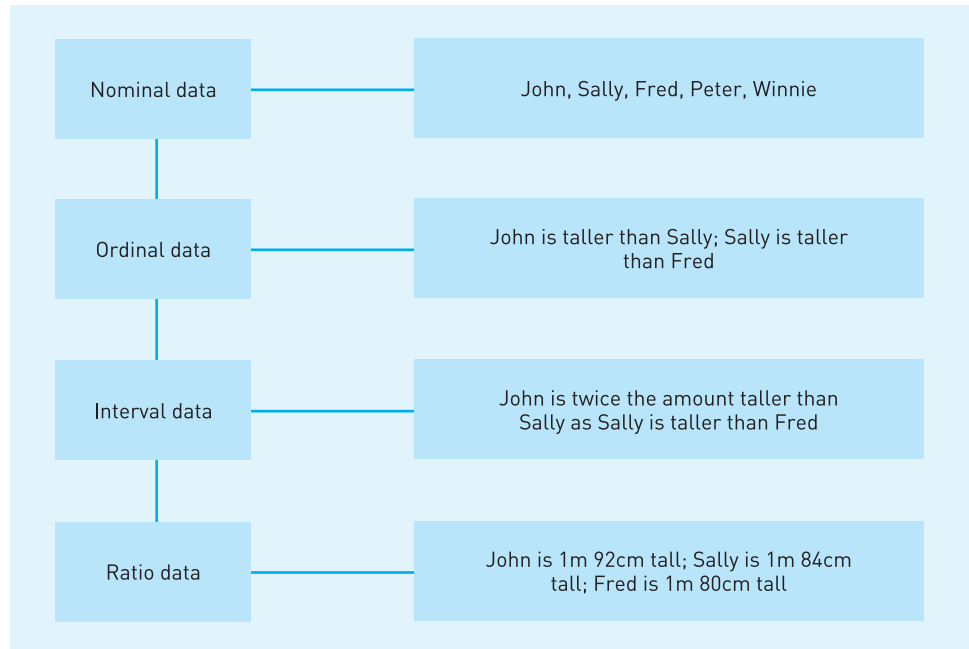 Nominal data
John, Sally, Fred, Peter, Winnie
Ordinal data
John is taller than Sally; Sally is taller
than Fred
Interval data
John is twice the amount taller than
Sally as Sally is taller than Fred
Ratio data
John is 1m 92cm tall; Sally is 1m 84cm
tall; Fred is 1m 80cm tall